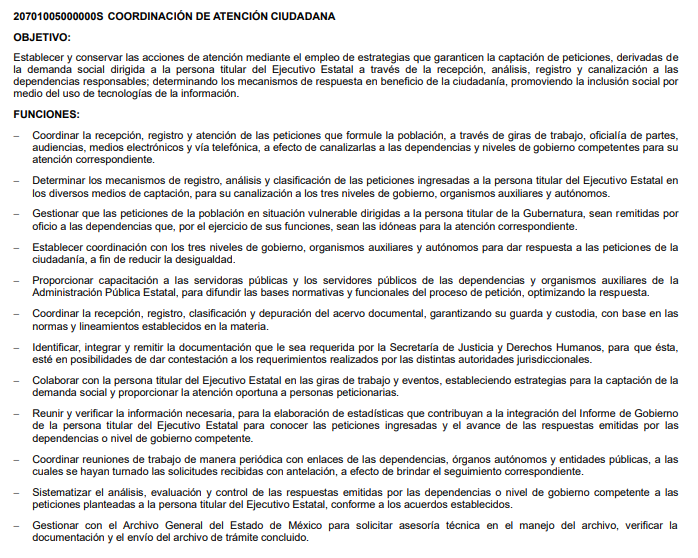 20701005000000S COORDINACIÓN DE ATENCIÓN CIUDADANA
OBJETIVO:
Establecer y conservar las acciones de atención mediante el empleo de estrategias que garanticen la captación de peticiones, derivadas de
la demanda social dirigida a la persona titular del Ejecutivo Estatal a través de la recepción, análisis, registro y canalización a las
dependencias responsables; determinando los mecanismos de respuesta en beneficio de la ciudadanía, promoviendo la inclusión social por
medio del uso de tecnologías de la información.
FUNCIONES:
− Coordinar la recepción, registro y atención de las peticiones que formule la población, a través de giras de trabajo, oficialía de partes,
audiencias, medios electrónicos y vía telefónica, a efecto de canalizarlas a las dependencias y niveles de gobierno competentes para su
atención correspondiente.
− Determinar los mecanismos de registro, análisis y clasificación de las peticiones ingresadas a la persona titular del Ejecutivo Estatal en
los diversos medios de captación, para su canalización a los tres niveles de gobierno, organismos auxiliares y autónomos.
− Gestionar que las peticiones de la población en situación vulnerable dirigidas a la persona titular de la Gubernatura, sean remitidas por
oficio a las dependencias que, por el ejercicio de sus funciones, sean las idóneas para la atención correspondiente.
− Establecer coordinación con los tres niveles de gobierno, organismos auxiliares y autónomos para dar respuesta a las peticiones de la
ciudadanía, a fin de reducir la desigualdad.
− Proporcionar capacitación a las servidoras públicas y los servidores públicos de las dependencias y organismos auxiliares de la
Administración Pública Estatal, para difundir las bases normativas y funcionales del proceso de petición, optimizando la respuesta.
− Coordinar la recepción, registro, clasificación y depuración del acervo documental, garantizando su guarda y custodia, con base en las
normas y lineamientos establecidos en la materia.
− Identificar, integrar y remitir la documentación que le sea requerida por la Secretaría de Justicia y Derechos Humanos, para que ésta,
esté en posibilidades de dar contestación a los requerimientos realizados por las distintas autoridades jurisdiccionales.
− Colaborar con la persona titular del Ejecutivo Estatal en las giras de trabajo y eventos, estableciendo estrategias para la captación de la
demanda social y proporcionar la atención oportuna a personas peticionarias.
− Reunir y verificar la información necesaria, para la elaboración de estadísticas que contribuyan a la integración del Informe de Gobierno
de la persona titular del Ejecutivo Estatal para conocer las peticiones ingresadas y el avance de las respuestas emitidas por las
dependencias o nivel de gobierno competente.
− Coordinar reuniones de trabajo de manera periódica con enlaces de las dependencias, órganos autónomos y entidades públicas, a las
cuales se hayan turnado las solicitudes recibidas con antelación, a efecto de brindar el seguimiento correspondiente.
− Sistematizar el análisis, evaluación y control de las respuestas emitidas por las dependencias o nivel de gobierno competente a las
peticiones planteadas a la persona titular del Ejecutivo Estatal, conforme a los acuerdos establecidos.
− Gestionar con el Archivo General del Estado de México para solicitar asesoría técnica en el manejo del archivo, verificar la
documentación y el envío del archivo de trámite concluido.